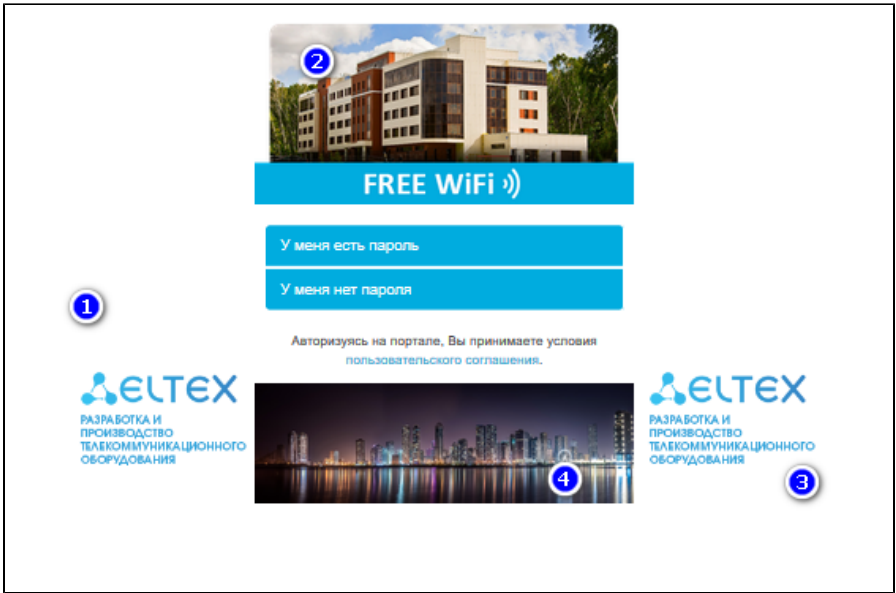 2
FREE WiFi
У меня есть пароль
У меня нет пароля
1
Авторизуясь на портале, Вы принимаете условия
пользовательского соглашения.
ELTEX
РАЗРАБОТКА И
ПРОИЗВОДСТВО
ТЕЛЕКОММУНИКАЦИОННОГО
ОБОРУДОВАНИЯ
4
ELTEX
РАЗРАБОТКА И
ПРОИЗВОДСТВО
ТЕЛЕКОММУНИКАЦИОННОГО
ОБОРУДОВАНИЯ
3